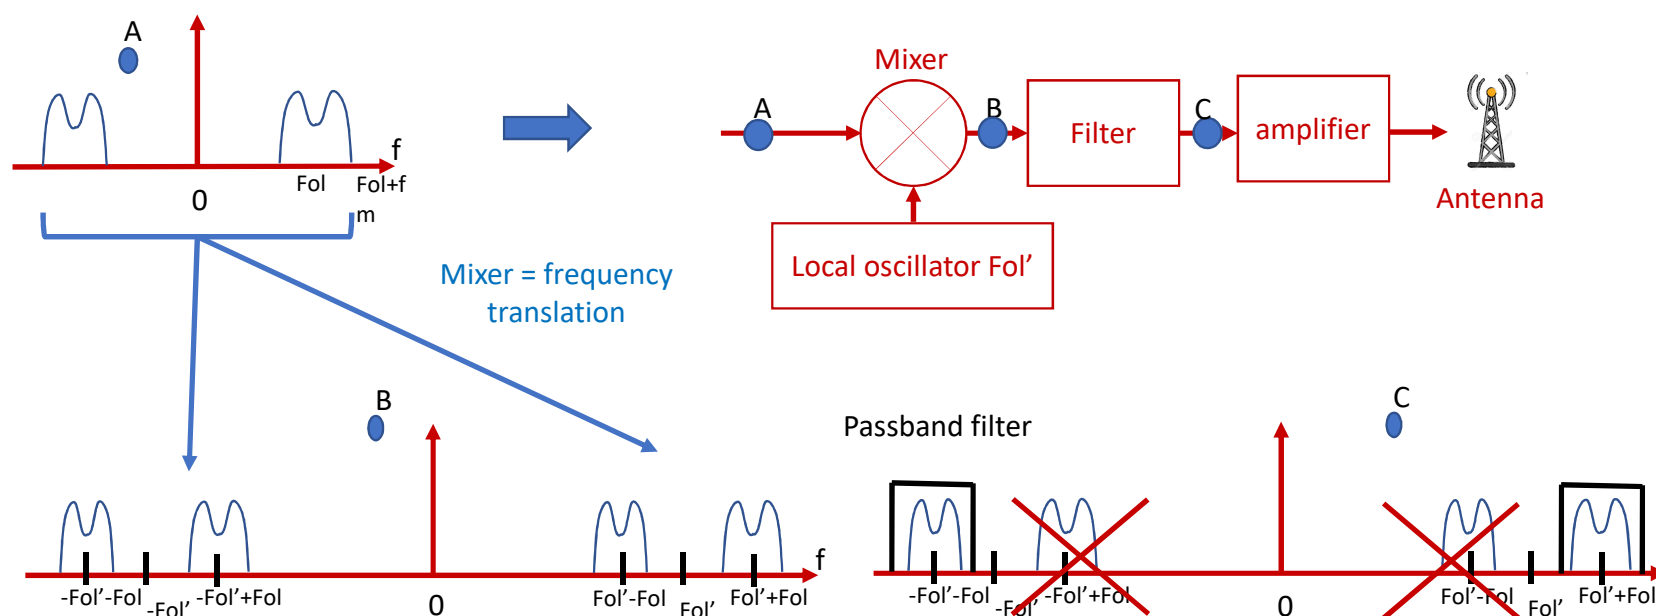 A
f
Fol
Fol+f
m
0
Mixer
A
B
Filter
C
amplifier
Antenna
Local oscillator Fol’
Mixer = frequency
translation
B
f
-Fol’-Fol
-Fol’
-Fol’+Fol
0
Fol’-Fol
Fol’
Fol’+Fol
Passband filter
C
-Fol’-Fol
-Fol’
-Fol’+Fol
0
Fol’-Fol
Fol’
Fol’+Fol